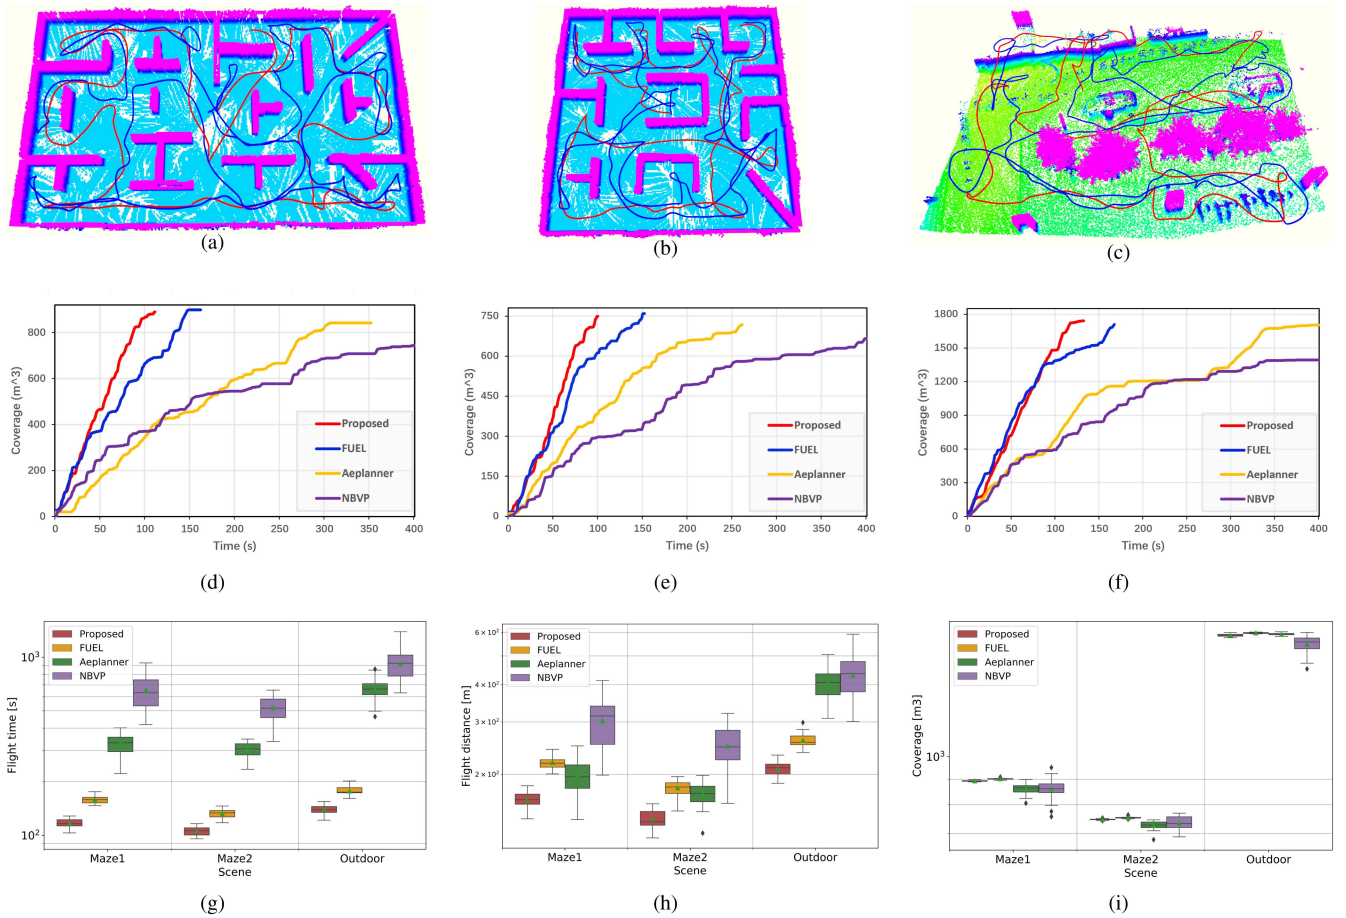 (a)
(b)
(c)
800
600
400
200
0
Coverage (m^3)
0 50 100 150 200 250 300 350 400
Time (s)
Proposed
FUEL
Aeplanner
NBVP
(d)
750
600
450
300
150
0
Coverage (m^3)
0 50 100 150 200 250 300 350 400
Time (s)
Proposed
FUEL
Aeplanner
NBVP
(e)
1800
1500
1200
900
600
300
0
Coverage (m^3)
0 50 100 150 200 250 300 350 400
Time (s)
Proposed
FUEL
Aeplanner
NBVP
(f)
Proposed
FUEL
Aeplanner
NBVP
10³
10²
Flight time [s]
Maze1 Maze2 Outdoor
Scene
(g)
Proposed
FUEL
Aeplanner
NBVP
6 × 10²
4 × 10²
3 × 10²
2 × 10²
Flight distance [m]
Maze1 Maze2 Outdoor
Scene
(h)
Proposed
FUEL
Aeplanner
NBVP
10³
Coverage [m3]
Maze1 Maze2 Outdoor
Scene
(i)